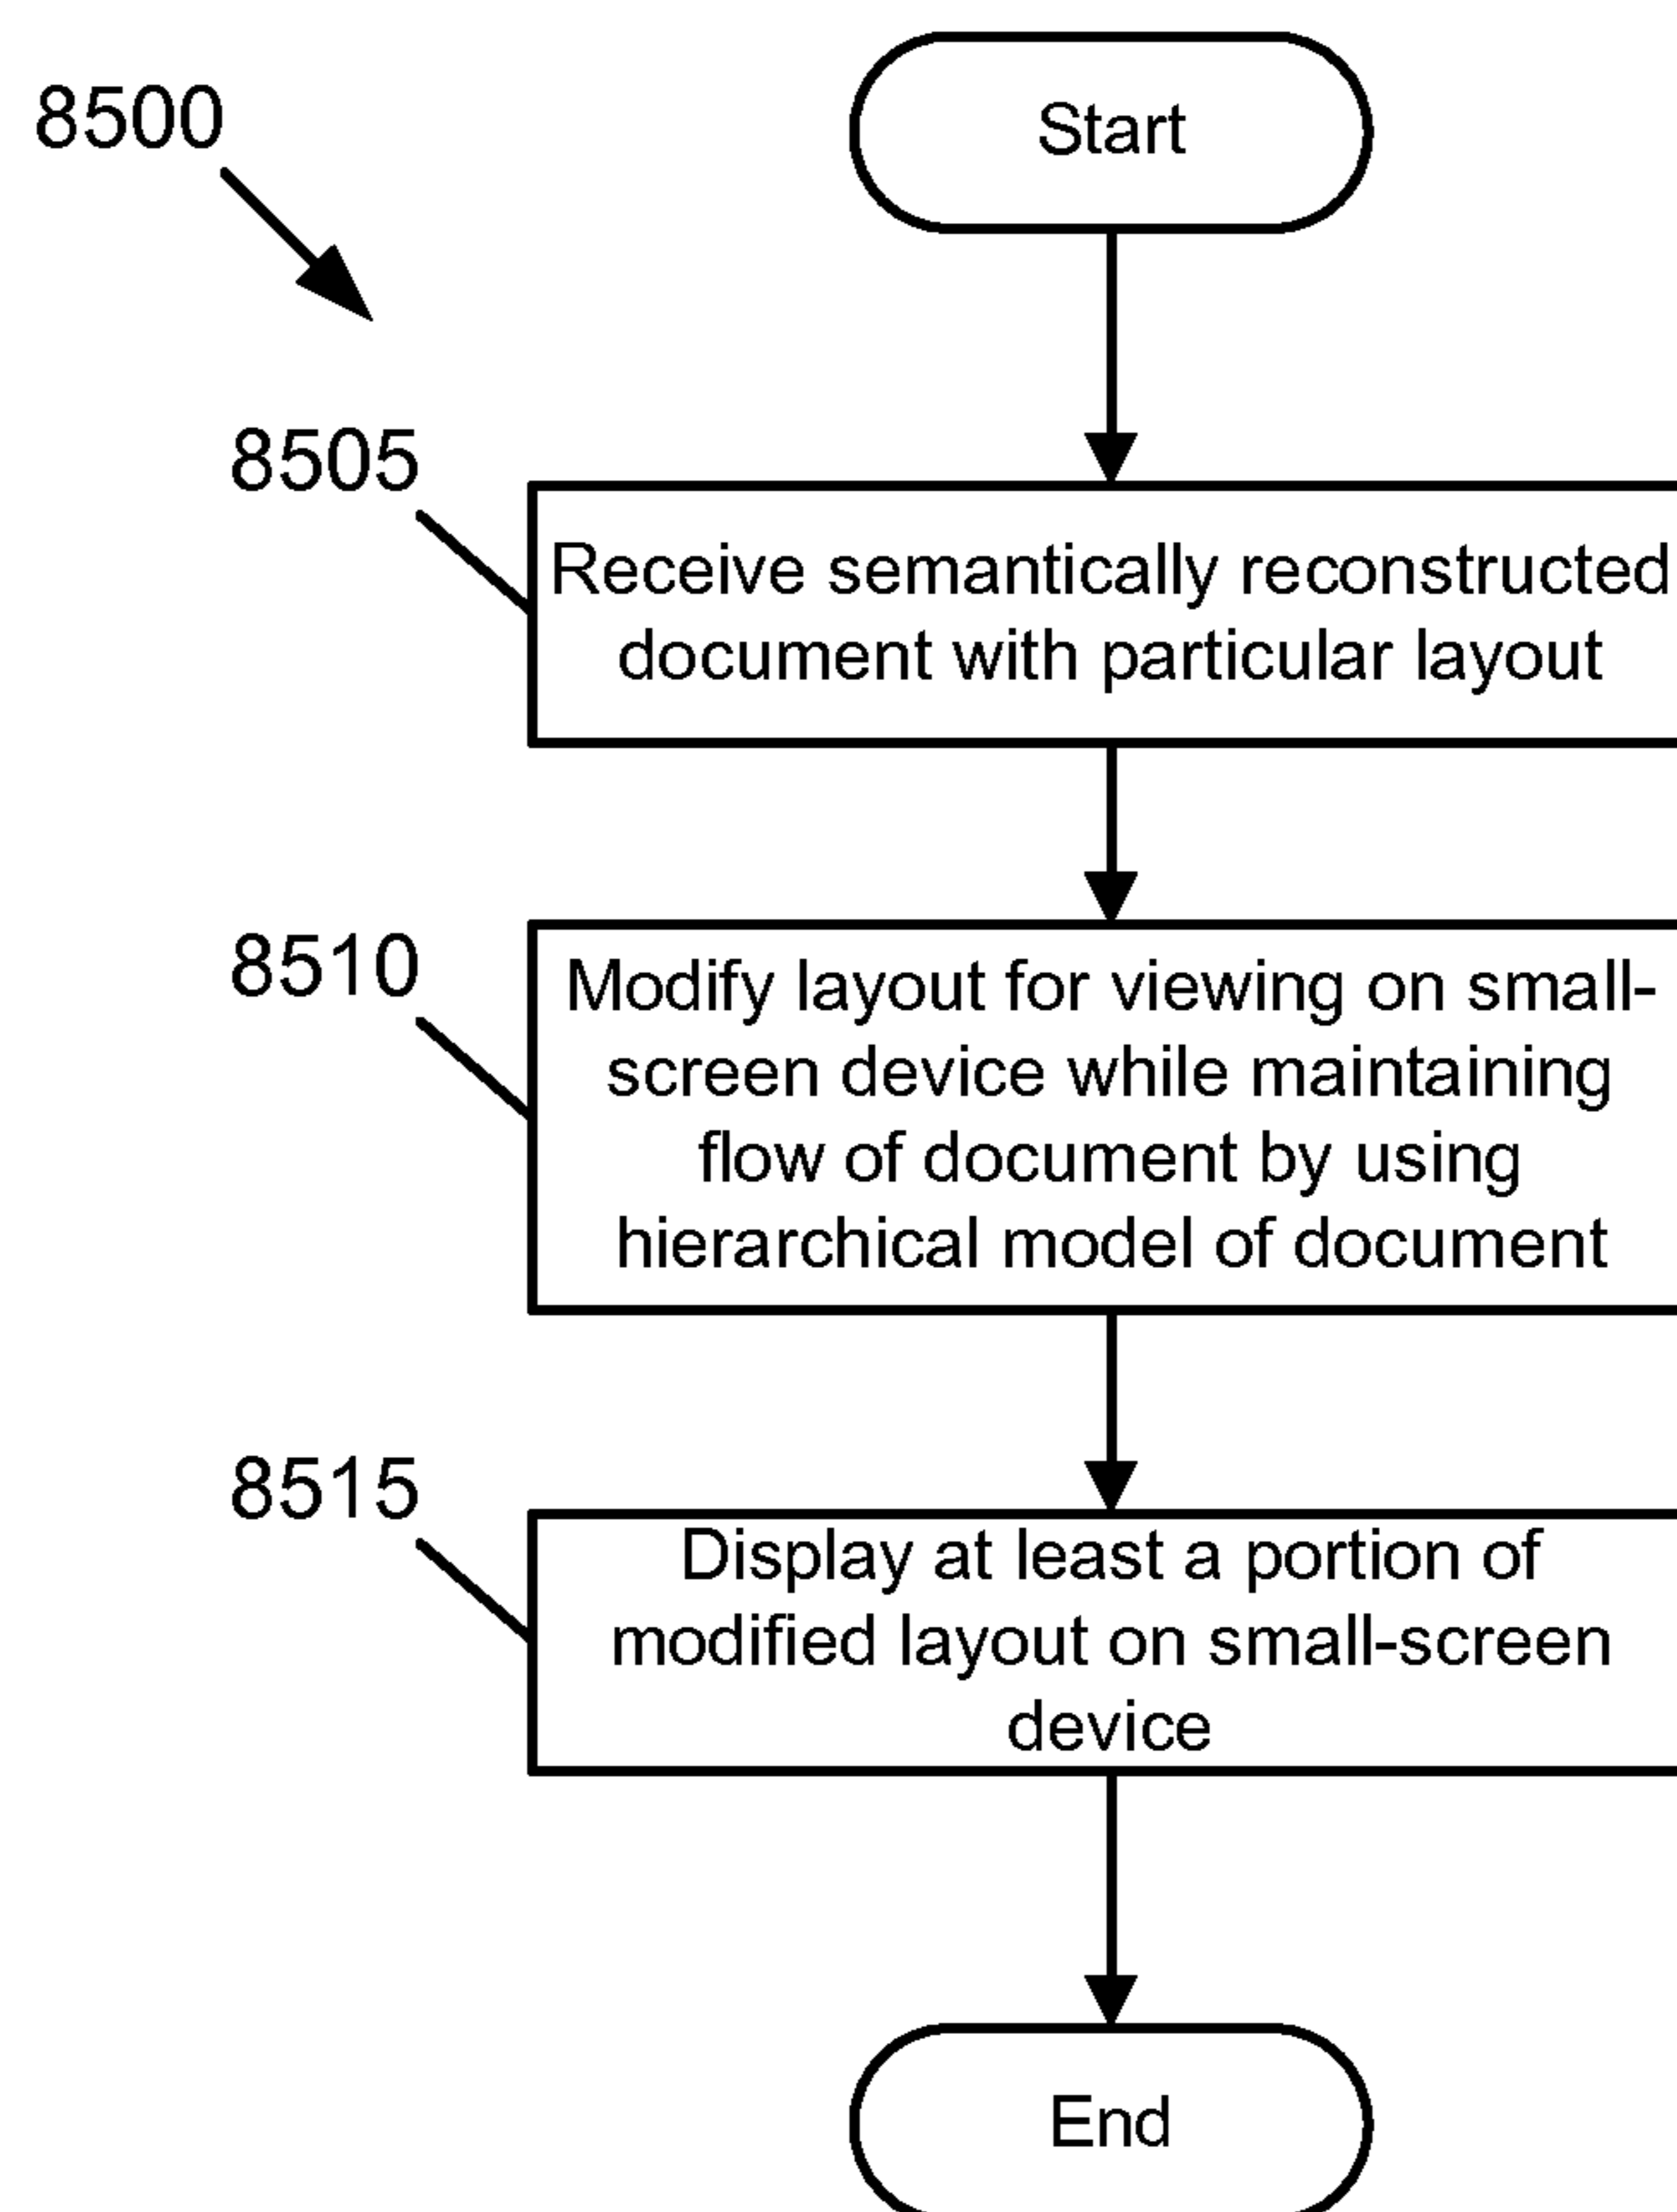 8500
Start
8505
Receive semantically reconstructed
document with particular layout
8510
Modify layout for viewing on small-
screen device while maintaining
flow of document by using
hierarchical model of document
8515
Display at least a portion of
modified layout on small-screen
device
End